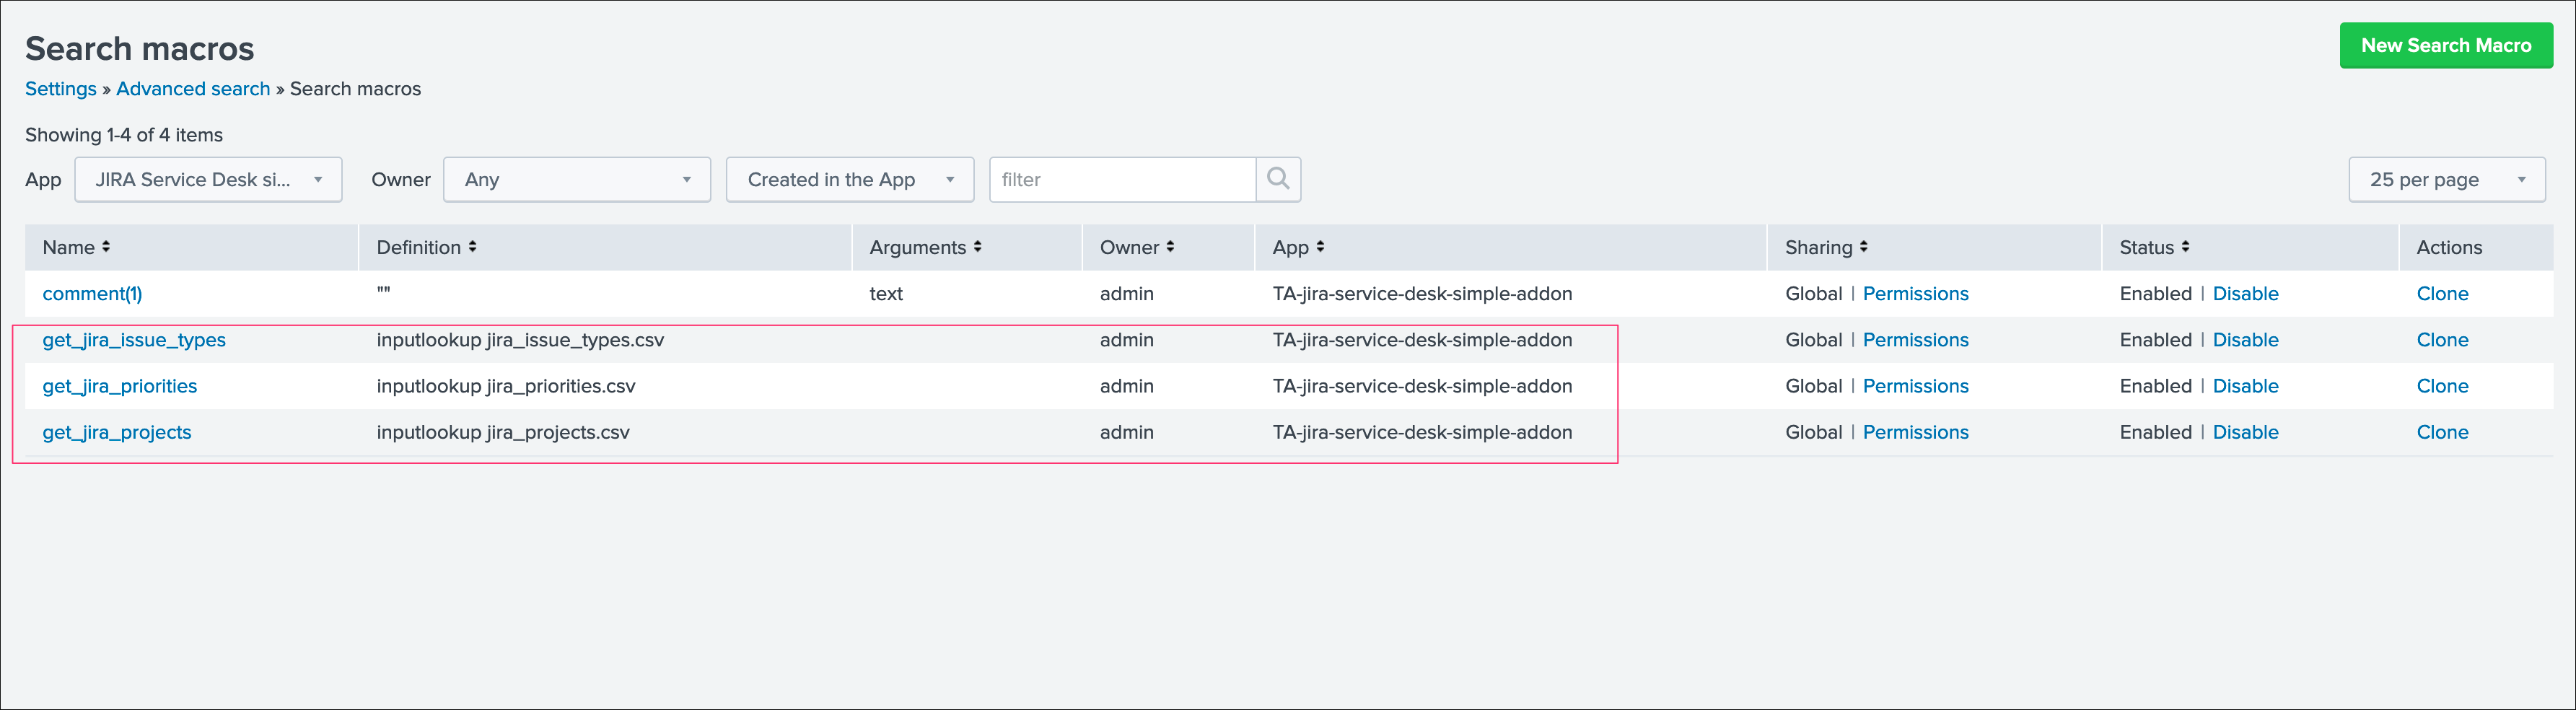 Search macros
New Search Macro
Settings » Advanced search » Search macros
Showing 1-4 of 4 items
App JIRA Service Desk si... Owner Any Created in the App filter 25 per page
Name Definition Arguments Owner App Sharing Status Actions
comment(1) "" text admin TA-jira-service-desk-simple-addon Global | Permissions Enabled | Disable Clone
get_jira_issue_types inputlookup jira_issue_types.csv admin TA-jira-service-desk-simple-addon Global | Permissions Enabled | Disable Clone
get_jira_priorities inputlookup jira_priorities.csv admin TA-jira-service-desk-simple-addon Global | Permissions Enabled | Disable Clone
get_jira_projects inputlookup jira_projects.csv admin TA-jira-service-desk-simple-addon Global | Permissions Enabled | Disable Clone